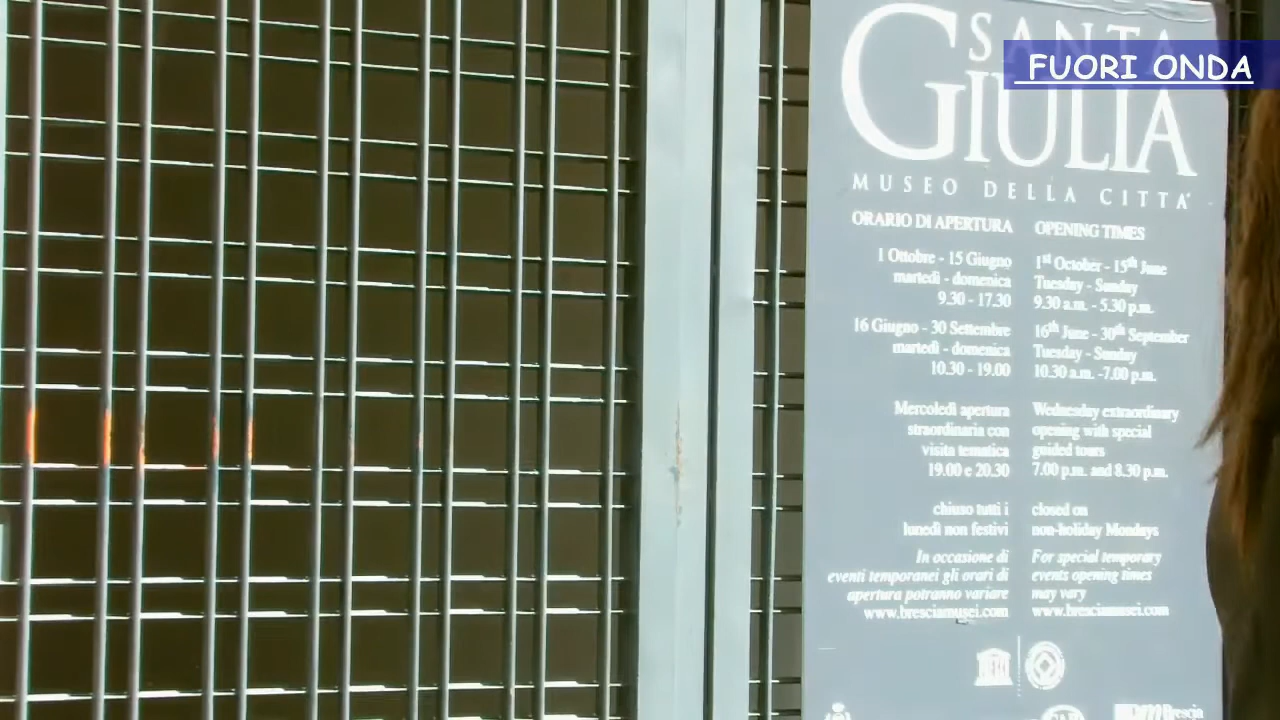 SANTA
GIULIA
FUORI ONDA
MUSEO DELLA CITTA'
ORARIO DI APERTURA
1 Ottobre - 15 Giugno
martedì - domenica
9.30 - 17.30
16 Giugno - 30 Settembre
martedì - domenica
10.30 - 19.00
Mercoledì apertura
straordinaria con
visita tematica
19.00 e 20.30
chiuso tutti i
lunedì non festivi
In occasione di
eventi temporanei gli orari di
apertura potranno variare
www.bresciamusei.com
OPENING TIMES
1st October - 15th June
Tuesday - Sunday
9.30 a.m. - 5.30 p.m.
16th June - 30th September
Tuesday - Sunday
10.30 a.m. -7.00 p.m.
Wednesday extraordinary
opening with special
guided tours
7.00 p.m. and 8.30 p.m.
closed on
non-holiday Mondays
For special temporary
events opening times
may vary
www.bresciamusei.com
Brescia